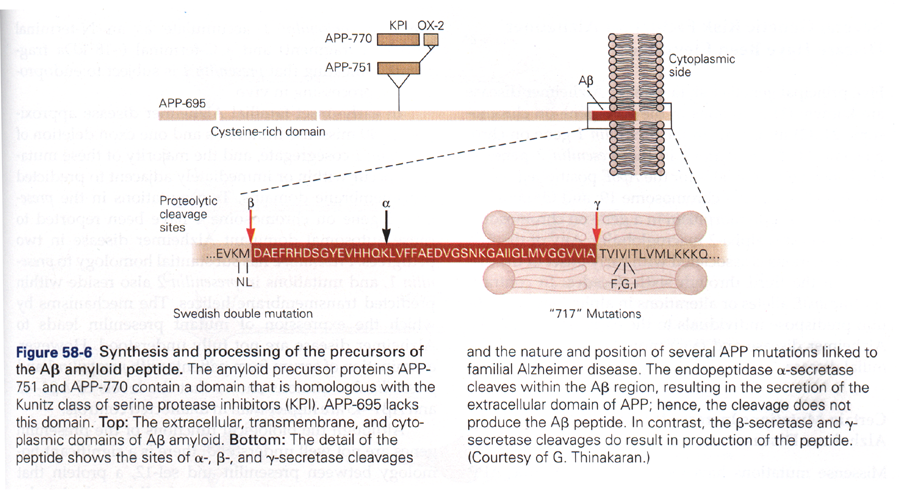 KPI OX-2
APP-770
APP-751
Cytoplasmic
side
Aβ
APP-695
Cysteine-rich domain
Proteolytic
cleavage
sites
β
α
γ
...EVKM DAEFRHDSGYEVHHQKLVFFAEDVGSNKGAIIGLMVGGVVIA TVIVITLVMLKKKQ...
NL
F,G,I
Swedish double mutation
"717" Mutations
Figure 58-6 Synthesis and processing of the precursors of
the Aβ amyloid peptide. The amyloid precursor proteins APP-
751 and APP-770 contain a domain that is homologous with the
Kunitz class of serine protease inhibitors (KPI). APP-695 lacks
this domain. Top: The extracellular, transmembrane, and cyto-
plasmic domains of Aβ amyloid. Bottom: The detail of the
peptide shows the sites of α-, β-, and γ-secretase cleavages
and the nature and position of several APP mutations linked to
familial Alzheimer disease. The endopeptidase α-secretase
cleaves within the Aβ region, resulting in the secretion of the
extracellular domain of APP; hence, the cleavage does not
produce the Aβ peptide. In contrast, the β-secretase and γ-
secretase cleavages do result in production of the peptide.
(Courtesy of G. Thinakaran.)